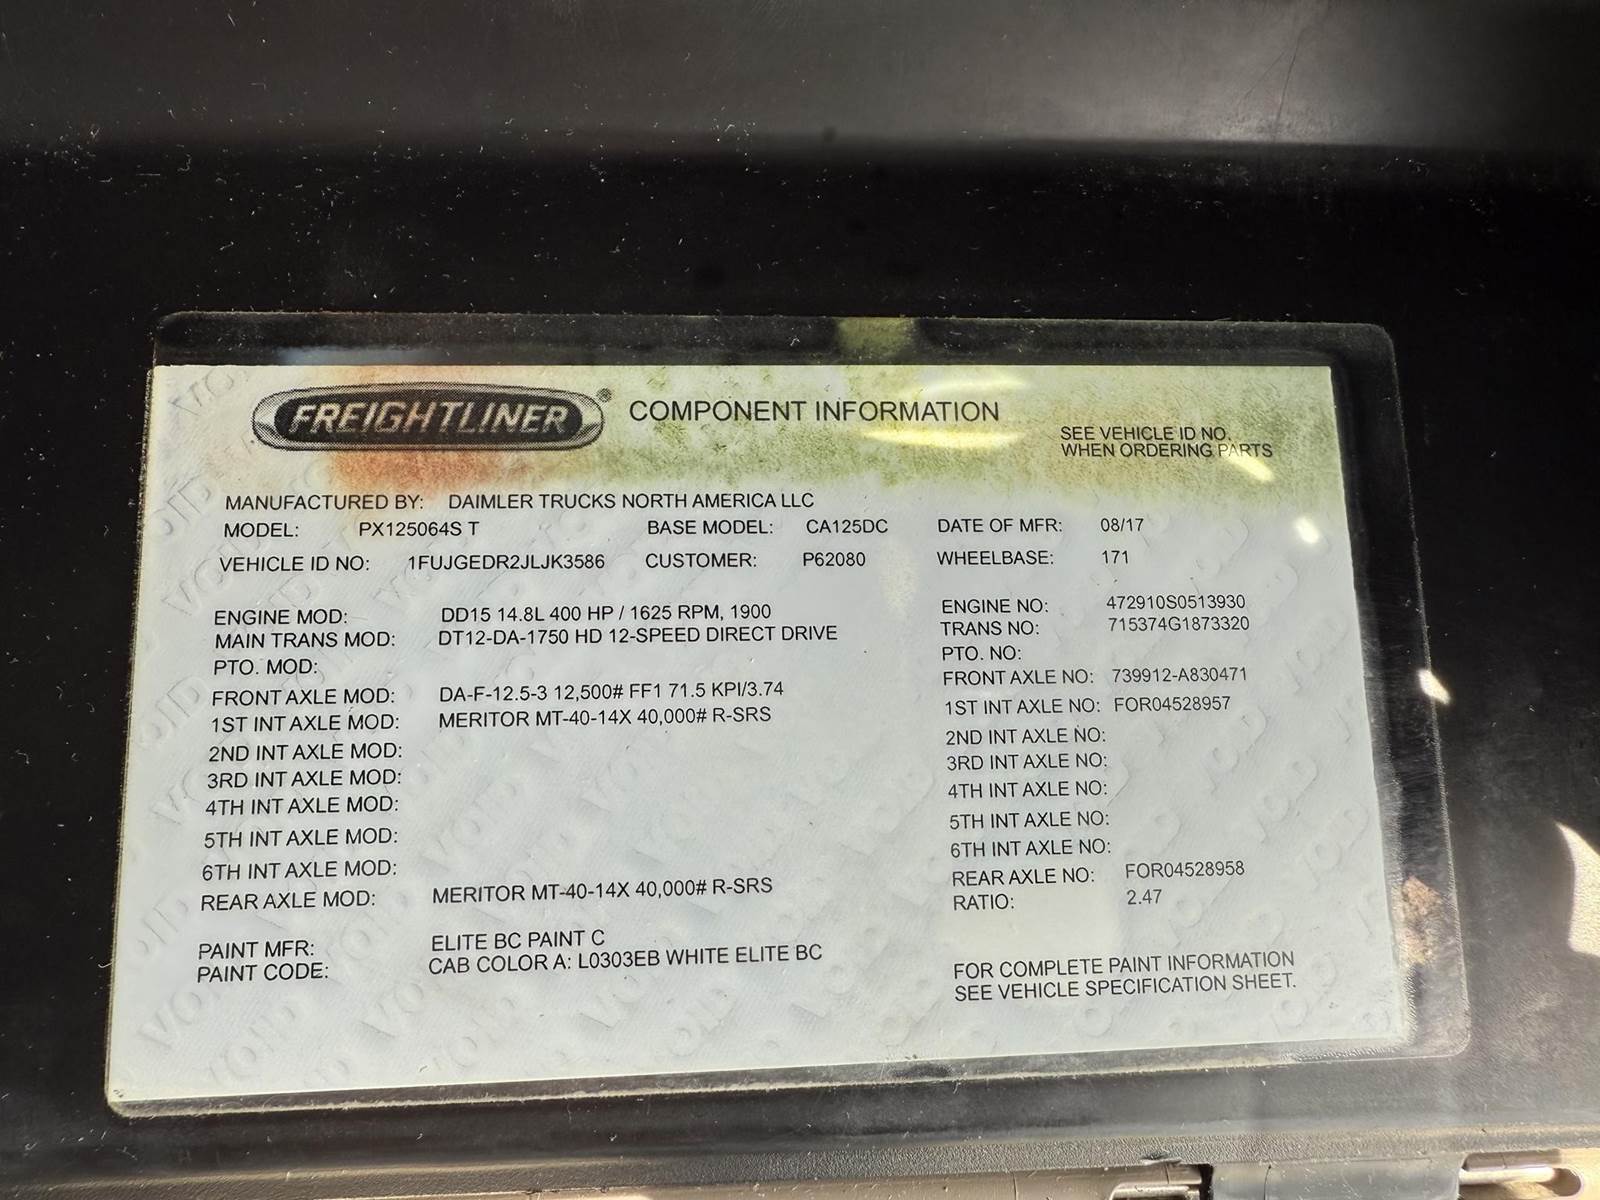 FREIGHTLINER® COMPONENT INFORMATION
SEE VEHICLE ID NO.
WHEN ORDERING PARTS
MANUFACTURED BY: DAIMLER TRUCKS NORTH AMERICA LLC
MODEL: PX125064S T BASE MODEL: CA125DC DATE OF MFR: 08/17
VEHICLE ID NO: 1FUJGEDR2JLJK3586 CUSTOMER: P62080 WHEELBASE: 171
ENGINE MOD: DD15 14.8L 400 HP / 1625 RPM, 1900 ENGINE NO: 472910S0513930
MAIN TRANS MOD: DT12-DA-1750 HD 12-SPEED DIRECT DRIVE TRANS NO: 715374G1873320
PTO. MOD: PTO. NO:
FRONT AXLE MOD: DA-F-12.5-3 12,500# FF1 71.5 KPI/3.74 FRONT AXLE NO: 739912-A830471
1ST INT AXLE MOD: MERITOR MT-40-14X 40,000# R-SRS 1ST INT AXLE NO: FOR04528957
2ND INT AXLE MOD: 2ND INT AXLE NO:
3RD INT AXLE MOD: 3RD INT AXLE NO:
4TH INT AXLE MOD: 4TH INT AXLE NO:
5TH INT AXLE MOD: 5TH INT AXLE NO:
6TH INT AXLE MOD: 6TH INT AXLE NO:
REAR AXLE MOD: MERITOR MT-40-14X 40,000# R-SRS REAR AXLE NO: FOR04528958
RATIO: 2.47
PAINT MFR: ELITE BC PAINT C
PAINT CODE: CAB COLOR A: L0303EB WHITE ELITE BC
FOR COMPLETE PAINT INFORMATION
SEE VEHICLE SPECIFICATION SHEET.